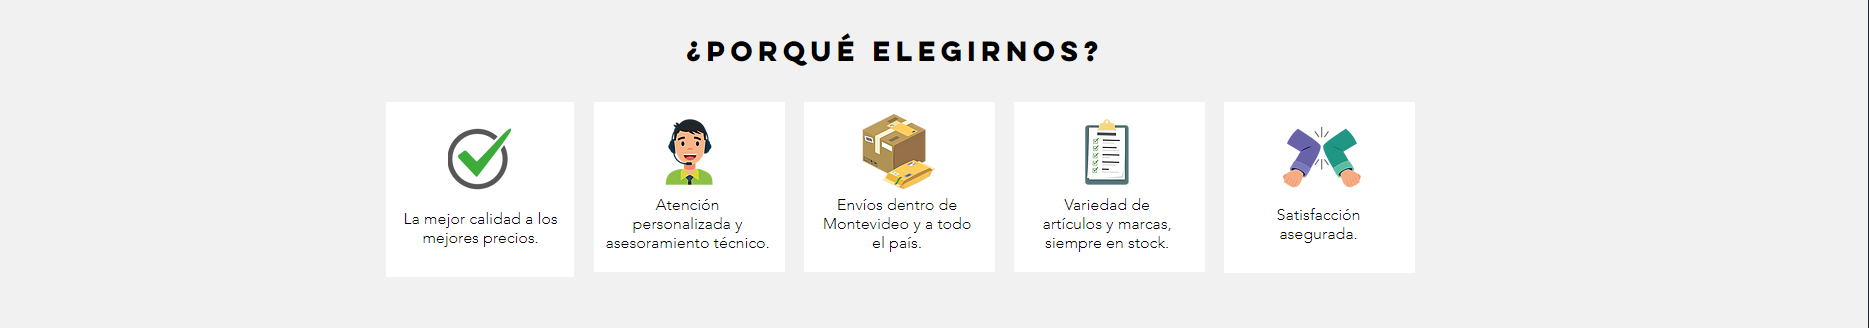 ¿PORQUÉ ELEGIRNOS?
La mejor calidad a los
mejores precios.
Atención
personalizada y
asesoramiento técnico.
Envíos dentro de
Montevideo y a todo
el país.
Variedad de
artículos y marcas,
siempre en stock.
Satisfacción
asegurada.